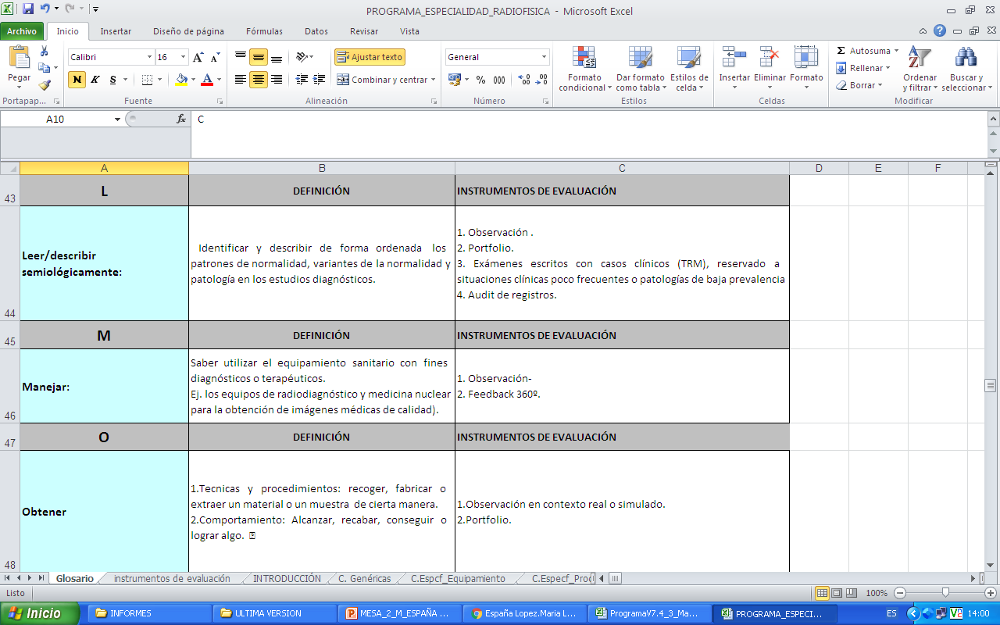 PROGRAMA_ESPECIALIDAD_RADIOFISICA - Microsoft Excel
Archivo Inicio Insertar Diseño de página Fórmulas Datos Revisar Vista
Calibri 16 Ajustar texto General Autosuma
Pegar Formato condicional Dar formato como tabla Estilos de celda Insertar Eliminar Formato Rellenar Ordenar y filtrar Buscar y seleccionar
N K S Combinar y centrar % 000 Borrar
Portapap... Fuente Alineación Número Estilos Celdas Modificar
A10 fx C
A B C D E F
43 L DEFINICIÓN INSTRUMENTOS DE EVALUACIÓN
44
Leer/describir
semiológicamente:
Identificar y describir de forma ordenada los
patrones de normalidad, variantes de la normalidad y
patología en los estudios diagnósticos.
1. Observación .
2. Portfolio.
3. Exámenes escritos con casos clínicos (TRM), reservado a
situaciones clínicas poco frecuentes o patologías de baja prevalencia
4. Audit de registros.
45 M DEFINICIÓN INSTRUMENTOS DE EVALUACIÓN
46
Manejar:
Saber utilizar el equipamiento sanitario con fines
diagnósticos o terapéuticos.
Ej. los equipos de radiodiagnóstico y medicina nuclear
para la obtención de imágenes médicas de calidad).
1. Observación-
2. Feedback 360º.
47 O DEFINICIÓN INSTRUMENTOS DE EVALUACIÓN
48
Obtener
1.Tecnicas y procedimientos: recoger, fabricar o
extraer un material o un muestra de cierta manera.
2.Comportamiento: Alcanzar, recabar, conseguir o
lograr algo.
1.Observación en contexto real o simulado.
2.Portfolio.
Glosario instrumentos de evaluación INTRODUCCIÓN C. Genéricas C.Espcf_Equipamiento C.Especf_Prod
Listo 100%
Inicio INFORMES ULTIMA VERSION MESA_2_M_ESPAÑA ... España Lopez.Maria L... ProgramaV7.4_3_Ma... PROGRAMA_ESPECI... ES 14:00